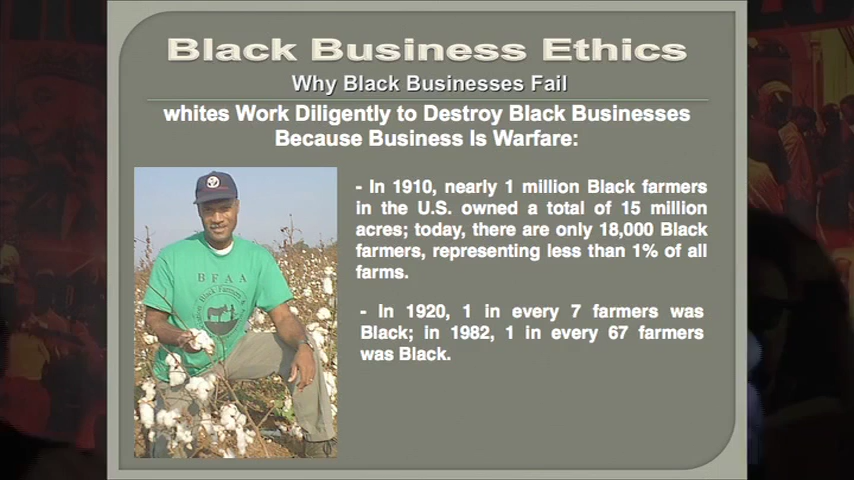 Black Business Ethics
Why Black Businesses Fail
whites Work Diligently to Destroy Black Businesses
Because Business Is Warfare:
- In 1910, nearly 1 million Black farmers
in the U.S. owned a total of 15 million
acres; today, there are only 18,000 Black
farmers, representing less than 1% of all
farms.
- In 1920, 1 in every 7 farmers was
Black; in 1982, 1 in every 67 farmers
was Black.
BFAA
Black Farmers